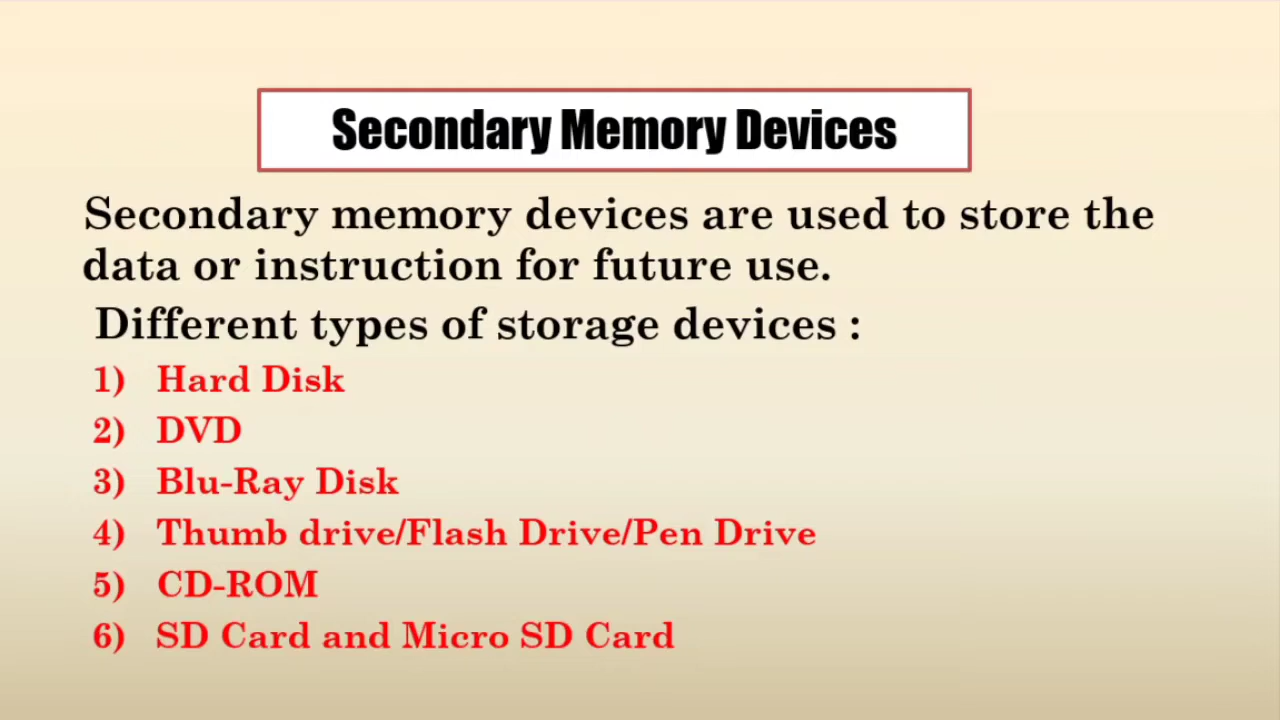 Secondary Memory Devices
Secondary memory devices are used to store the
data or instruction for future use.
Different types of storage devices :
1) Hard Disk
2) DVD
3) Blu-Ray Disk
4) Thumb drive/Flash Drive/Pen Drive
5) CD-ROM
6) SD Card and Micro SD Card